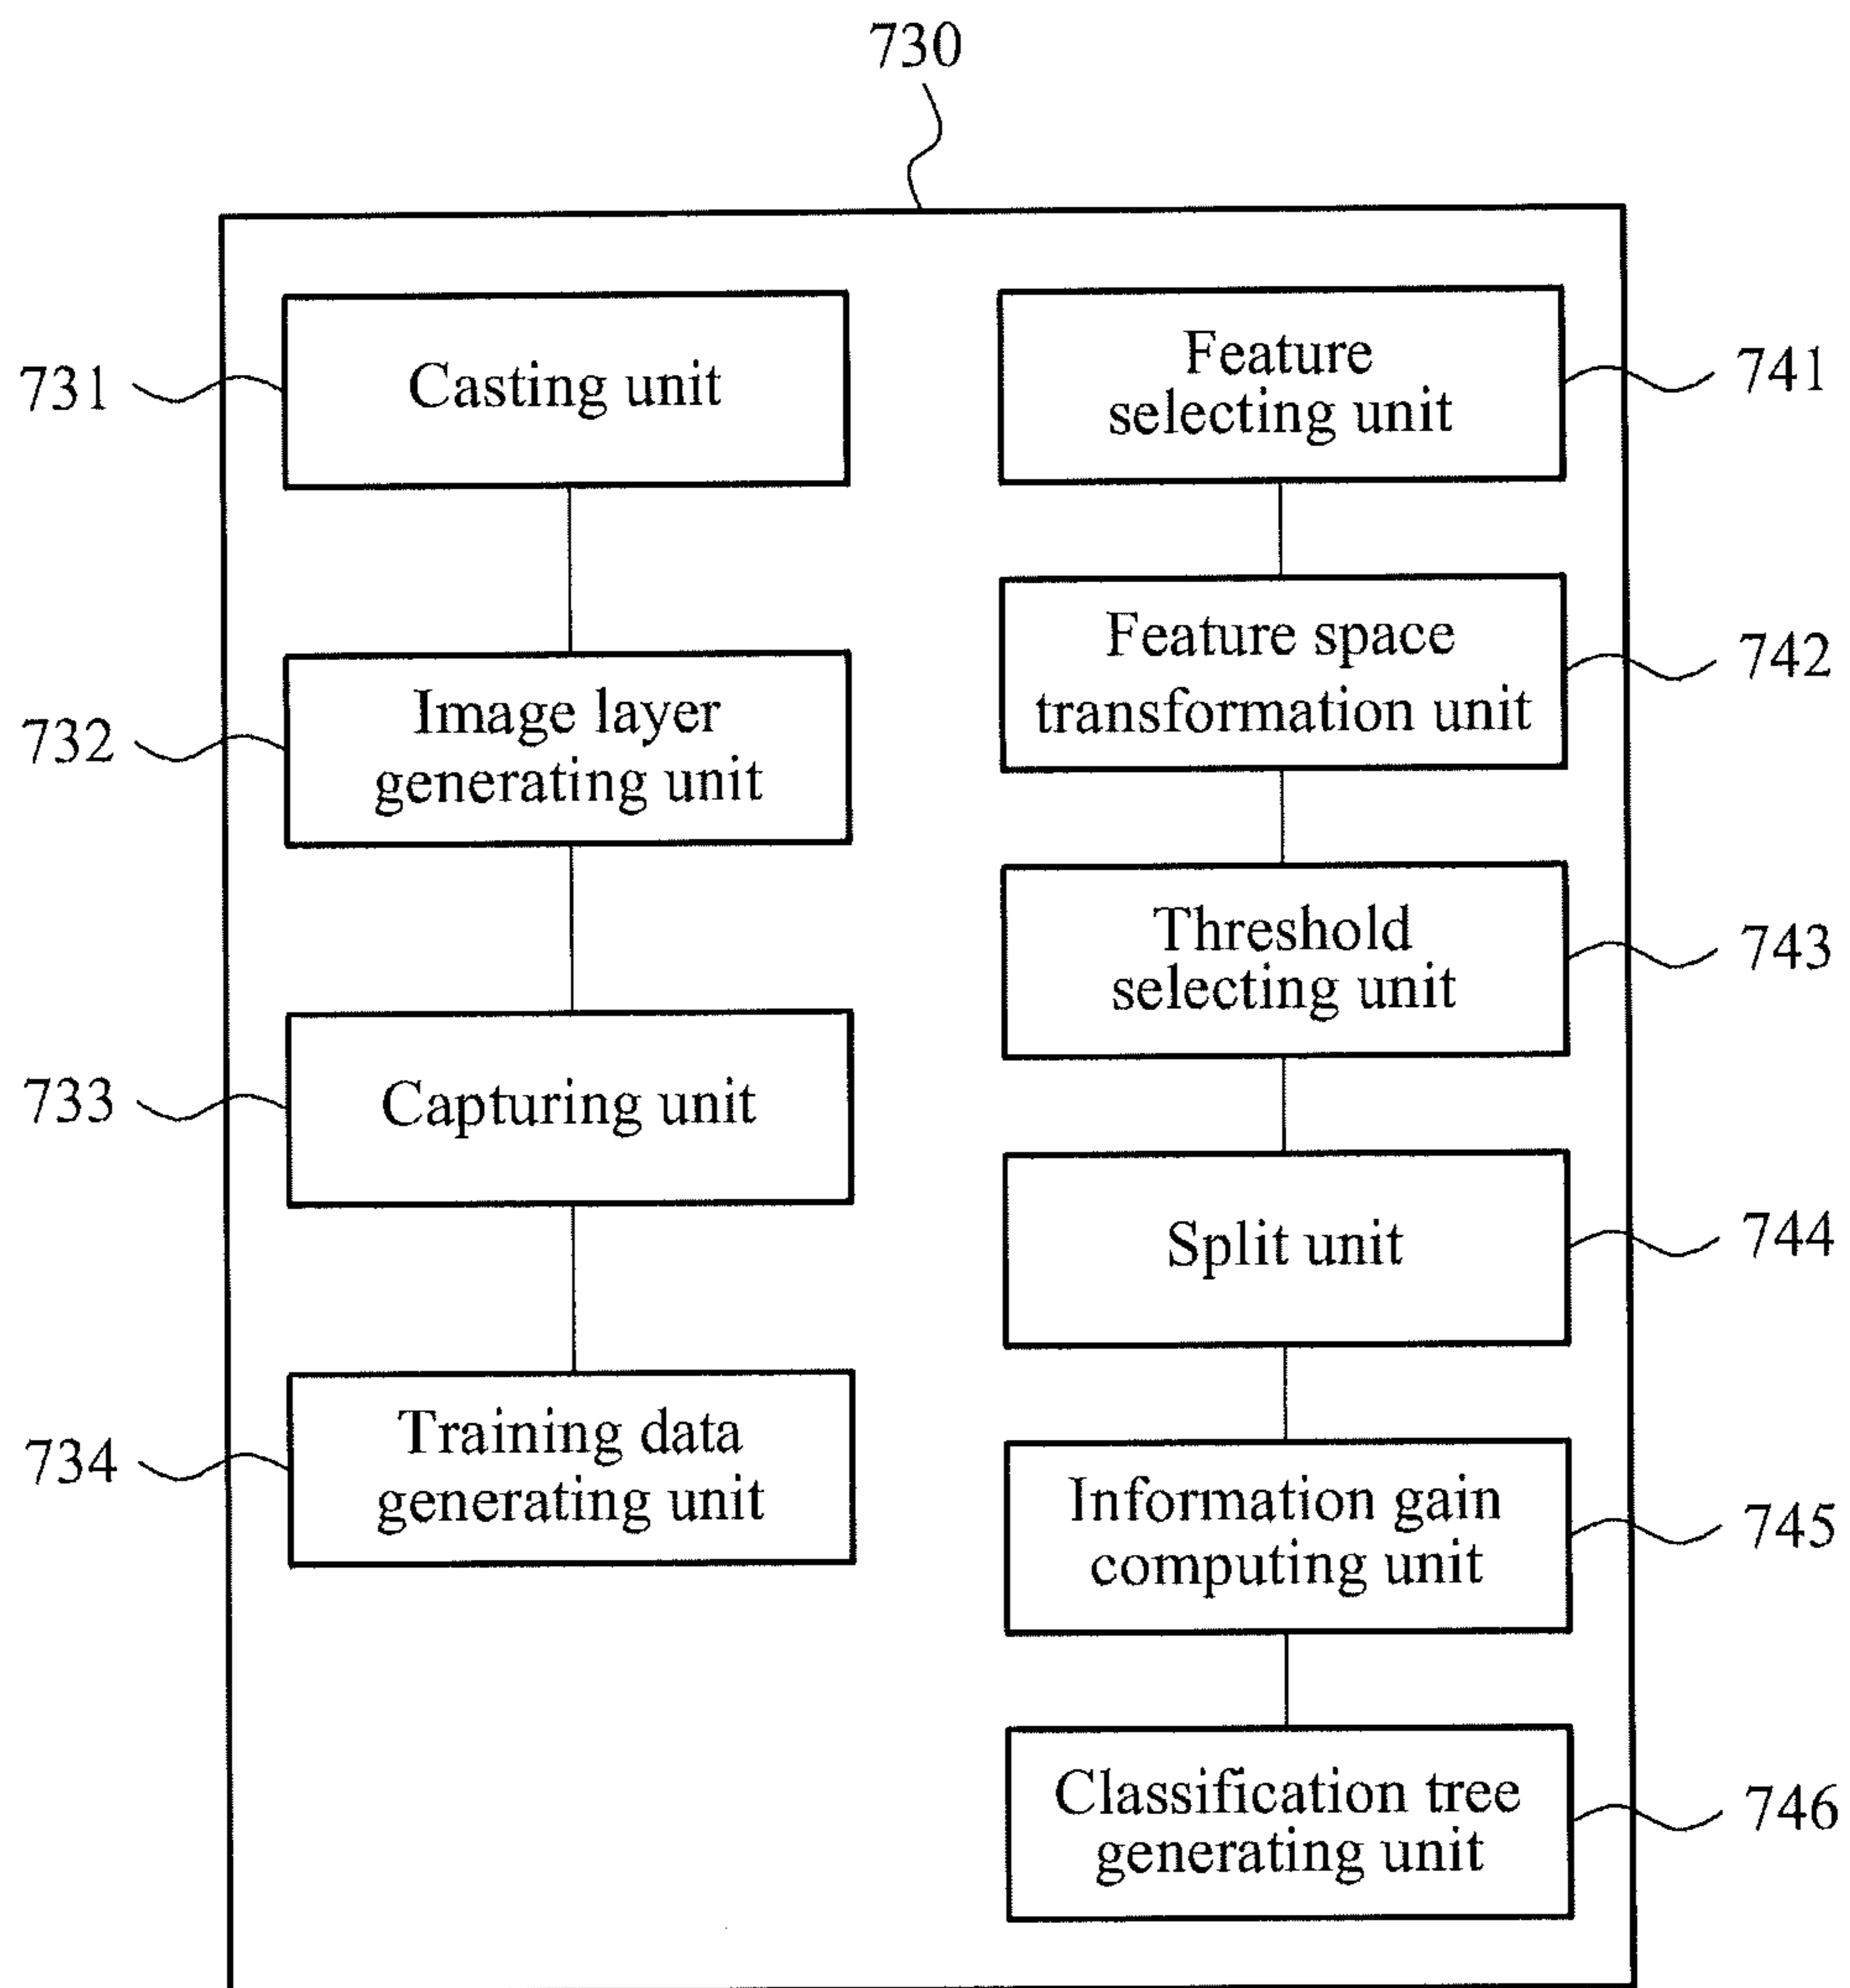 730
731
Casting unit
732
Image layer
generating unit
733
Capturing unit
734
Training data
generating unit
Feature
selecting unit
741
Feature space
transformation unit
742
Threshold
selecting unit
743
Split unit
744
Information gain
computing unit
745
Classification tree
generating unit
746